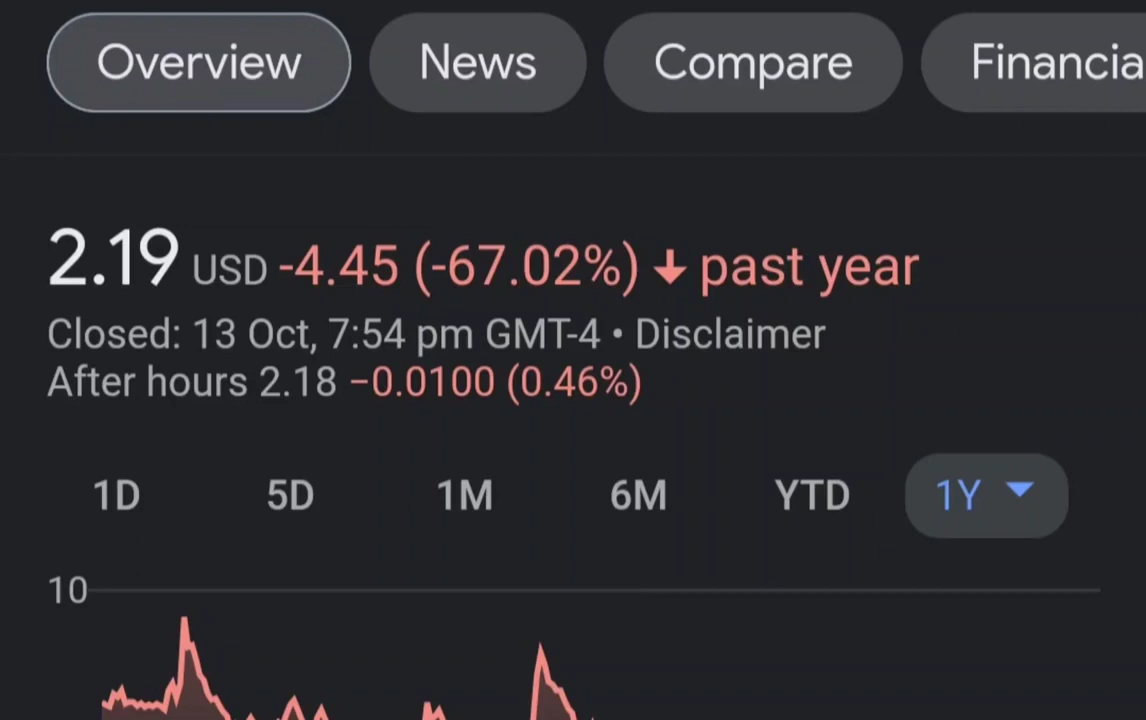 Overview News Compare Financia
2.19 USD -4.45 (-67.02%) ↓ past year
Closed: 13 Oct, 7:54 pm GMT-4 • Disclaimer
After hours 2.18 −0.0100 (0.46%)
1D 5D 1M 6M YTD 1Y
10